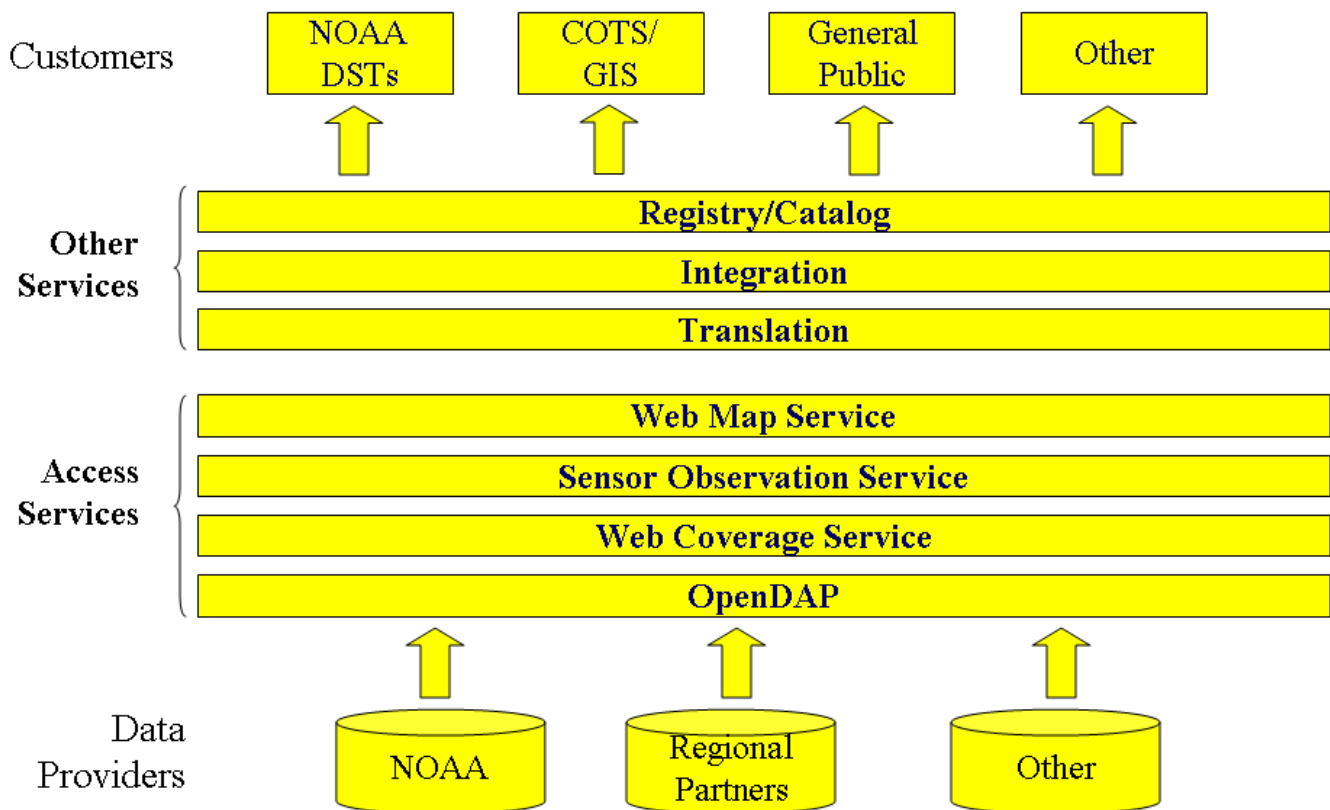 Customers
NOAA
DSTs
COTS/
GIS
General
Public
Other
Other
Services
Registry/Catalog
Integration
Translation
Access
Services
Web Map Service
Sensor Observation Service
Web Coverage Service
OpenDAP
Data
Providers
NOAA
Regional
Partners
Other